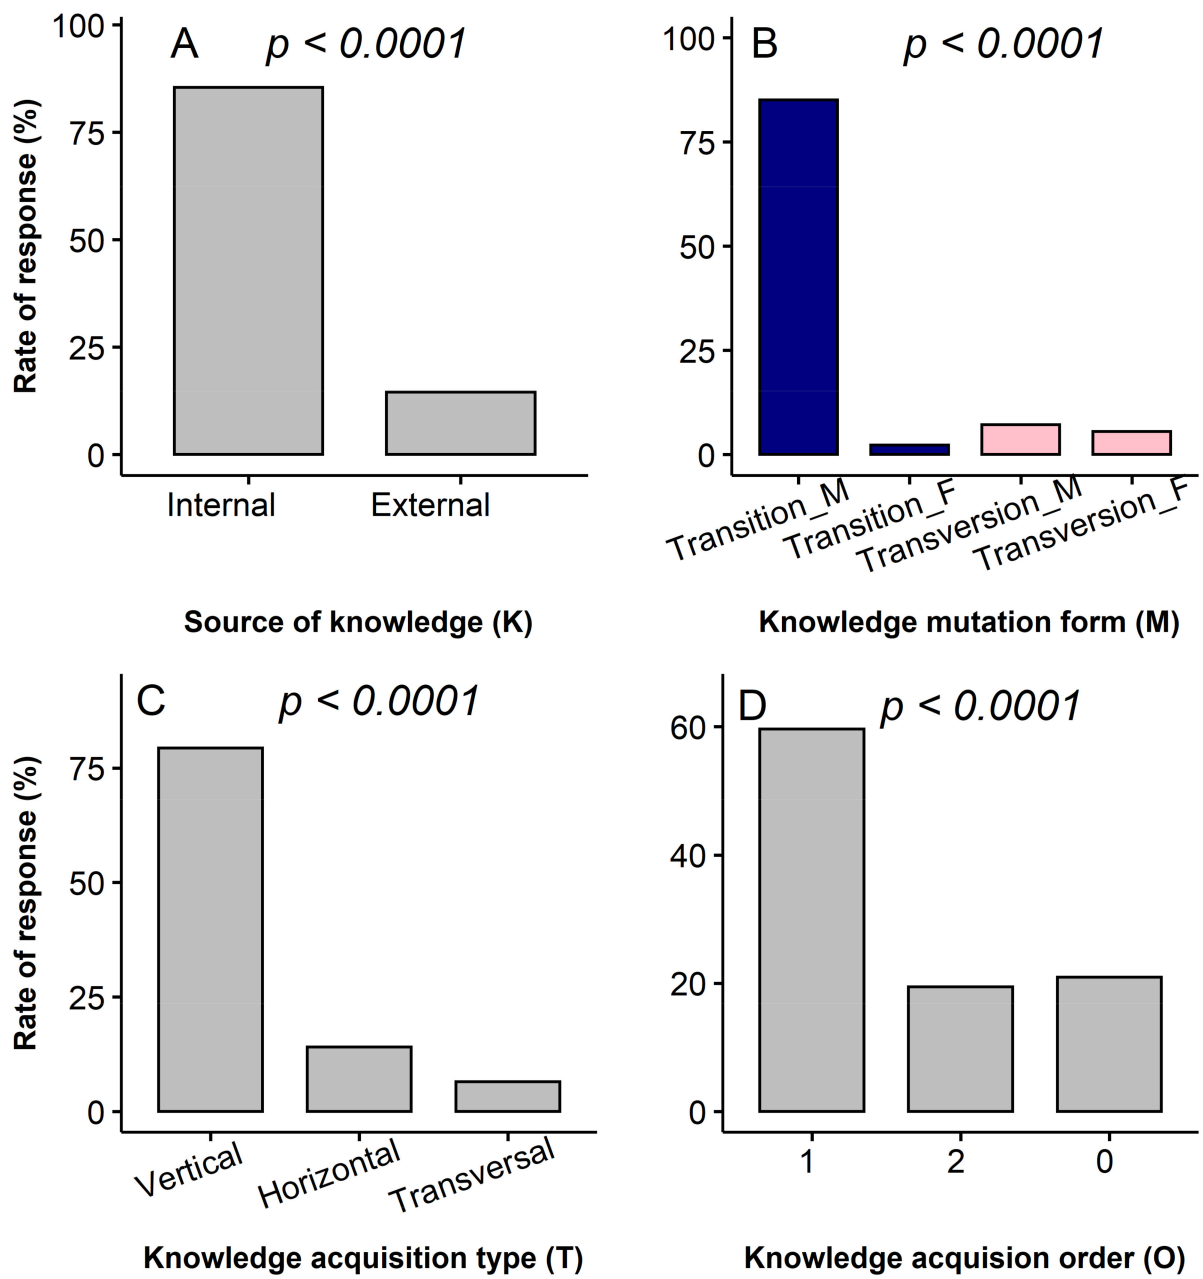 A p < 0.0001
Rate of response (%)
100
75
50
25
0
Internal External
Source of knowledge (K)
B p < 0.0001
100
75
50
25
0
Transition_M Transition_F Transversion_M Transversion_F
Knowledge mutation form (M)
C p < 0.0001
Rate of response (%)
75
50
25
0
Vertical Horizontal Transversal
Knowledge acquisition type (T)
D p < 0.0001
60
40
20
0
1 2 0
Knowledge acquision order (O)